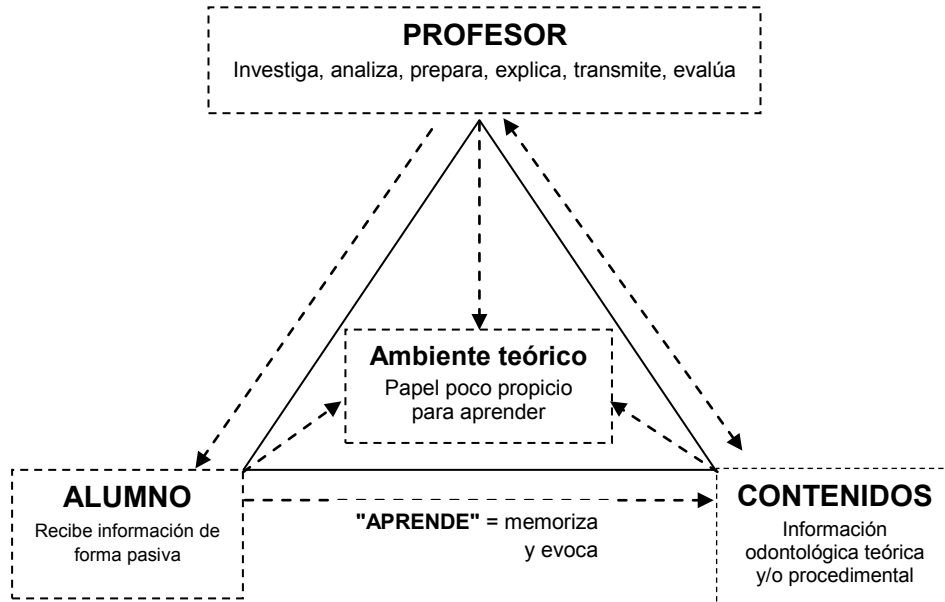 PROFESOR
Investiga, analiza, prepara, explica, transmite, evalúa
Ambiente teórico
Papel poco propicio
para aprender
ALUMNO
Recibe información de
forma pasiva
"APRENDE" = memoriza
y evoca
CONTENIDOS
Información
odontológica teórica
y/o procedimental